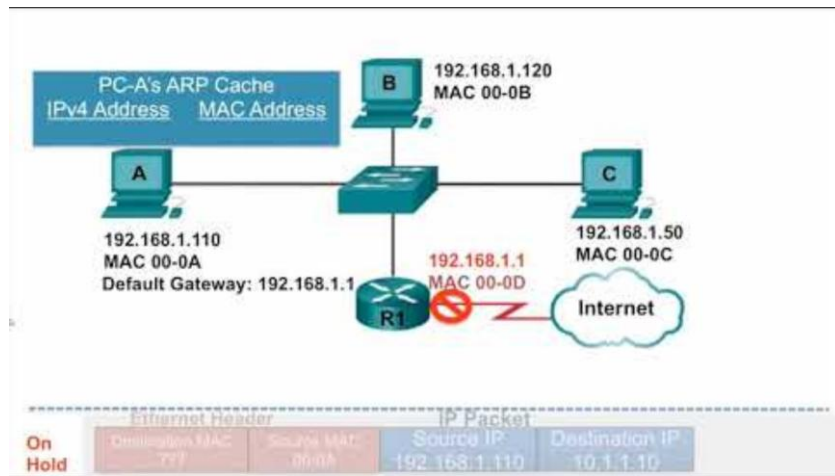 PC-A's ARP Cache
IPv4 Address MAC Address
B
192.168.1.120
MAC 00-0B
A
C
192.168.1.110
MAC 00-0A
Default Gateway: 192.168.1.1
192.168.1.50
MAC 00-0C
192.168.1.1
MAC 00-0D
R1
Internet
Ethernet Header
IP Packet
On
Hold
Destination MAC
???
Source MAC
00-0A
Source IP
192.168.1.110
Destination IP
10.1.1.10